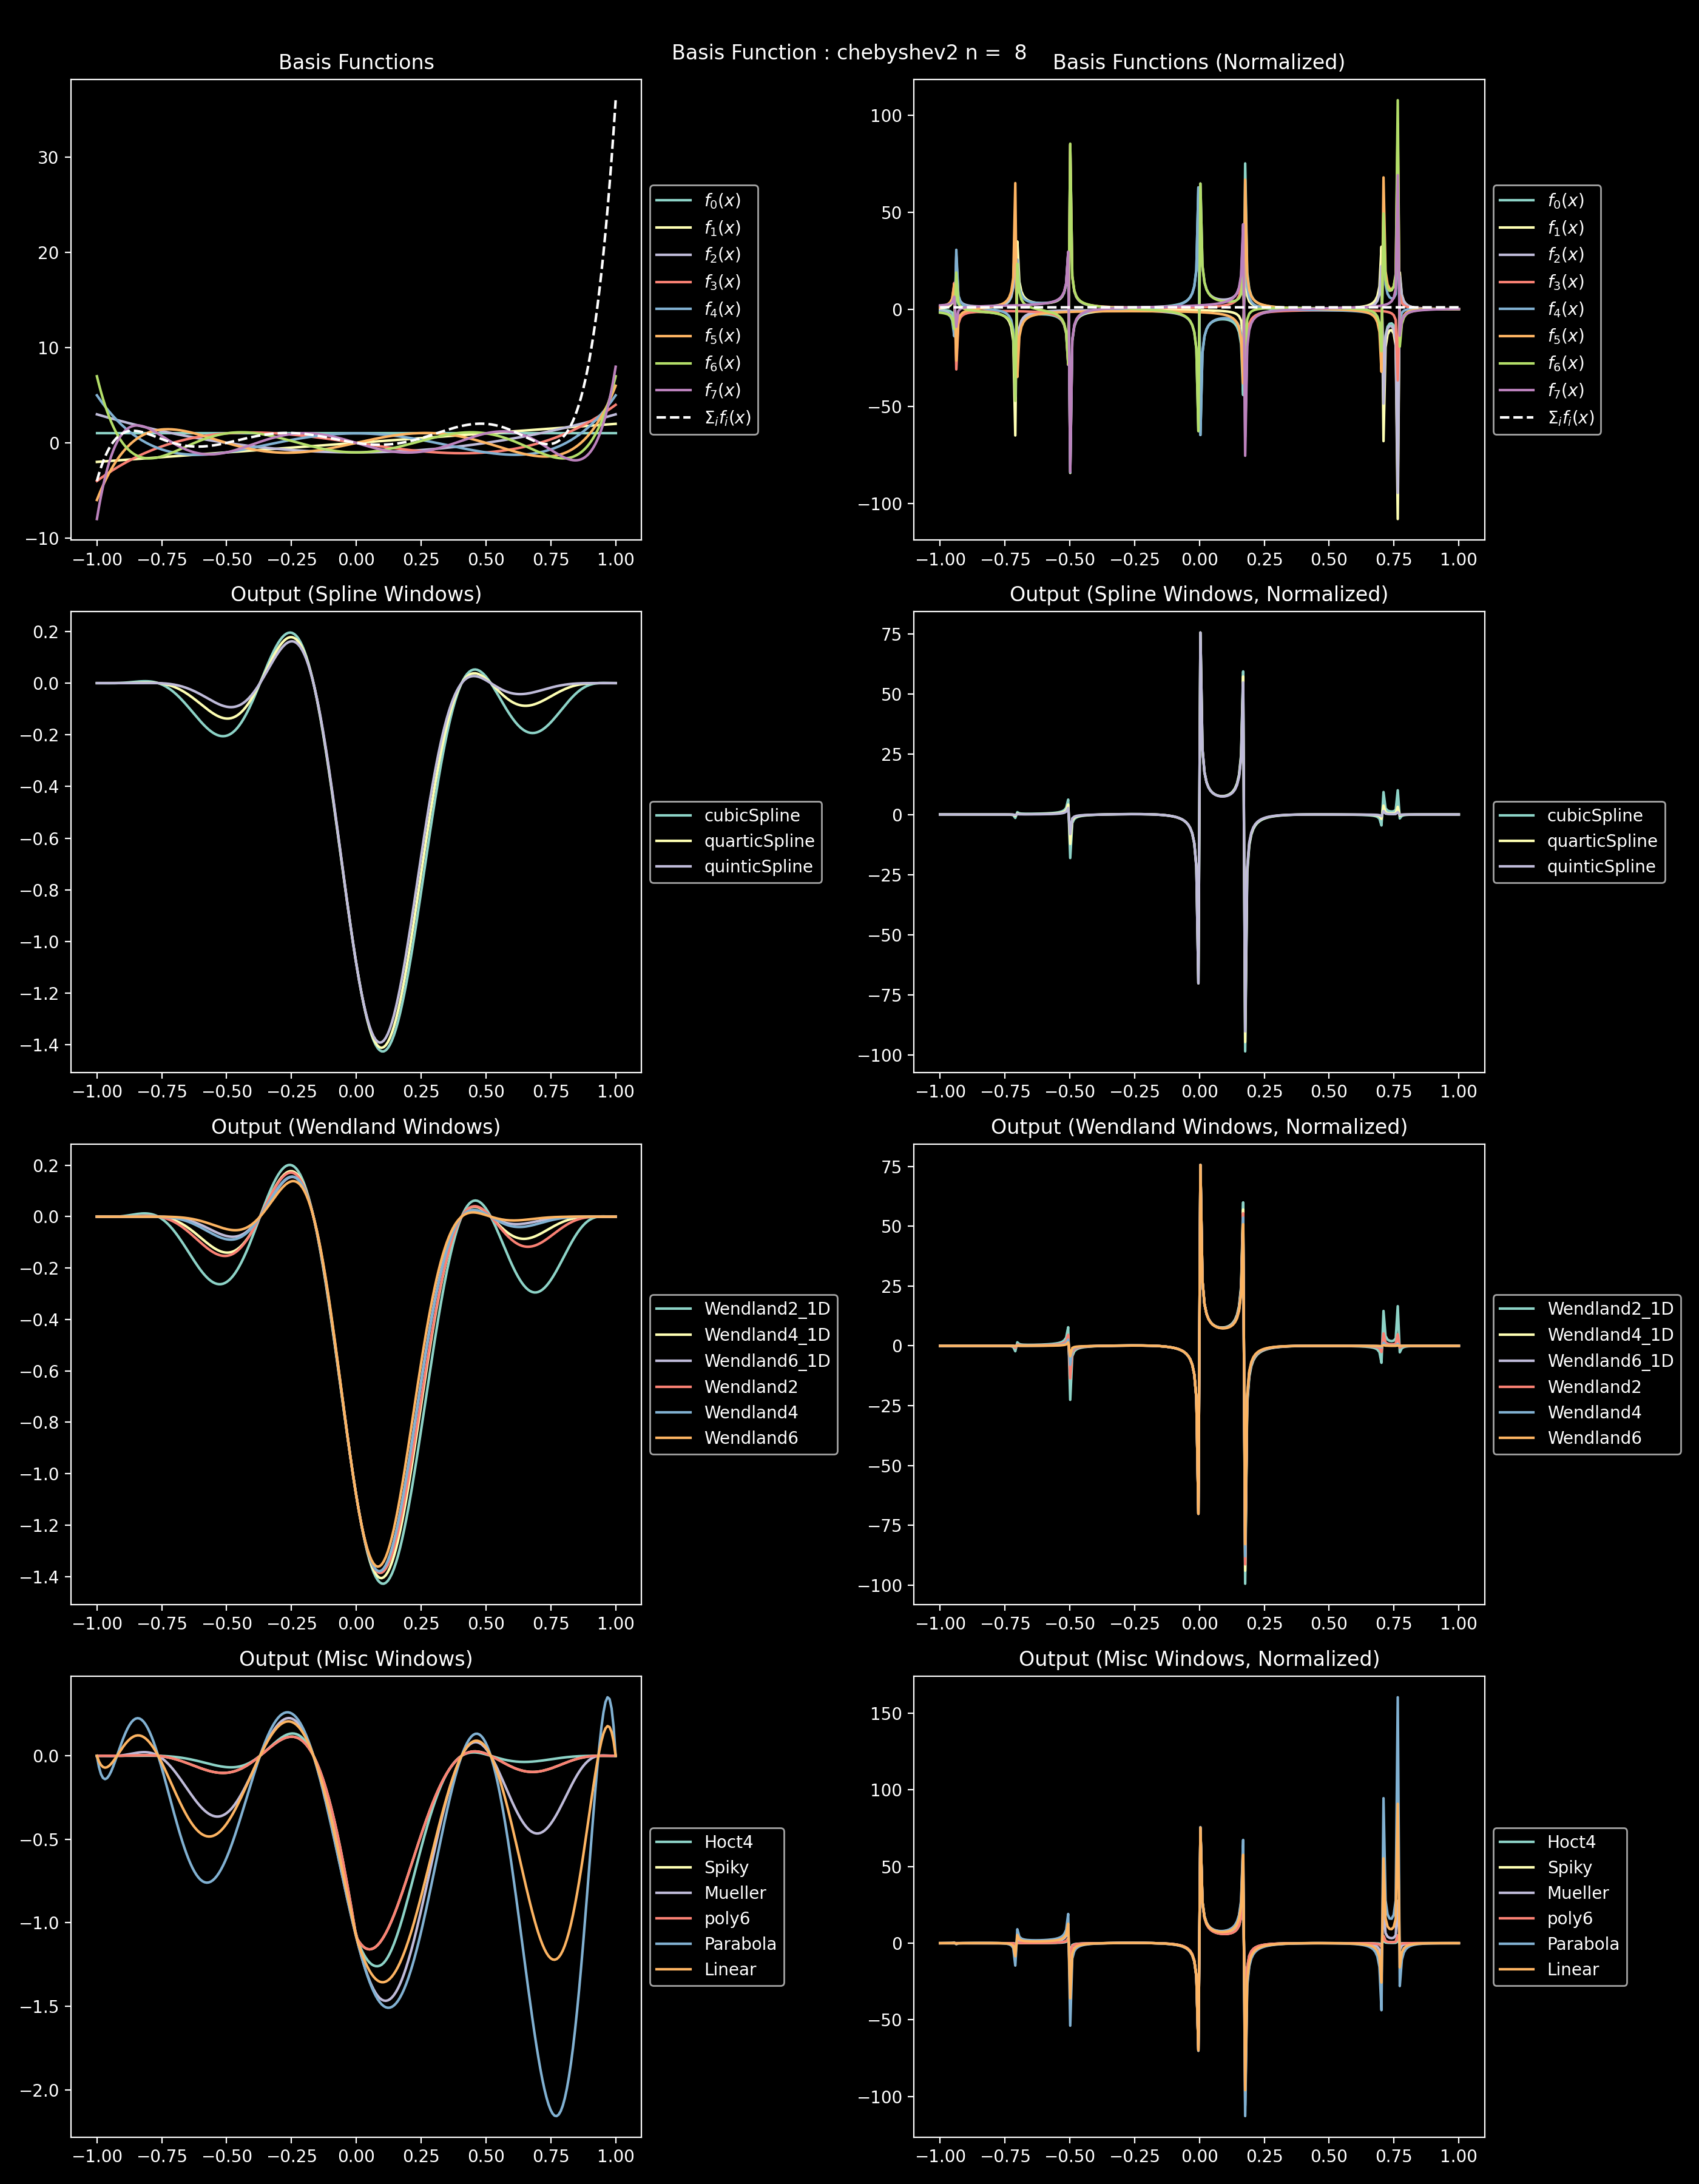 Basis Function : chebyshev2 n =  8
Basis Functions
30
20
10
0
−10
−1.00 −0.75 −0.50 −0.25 0.00 0.25 0.50 0.75 1.00
f₀(x)
f₁(x)
f₂(x)
f₃(x)
f₄(x)
f₅(x)
f₆(x)
f₇(x)
Σᵢfᵢ(x)
Basis Functions (Normalized)
100
50
0
−50
−100
−1.00 −0.75 −0.50 −0.25 0.00 0.25 0.50 0.75 1.00
f₀(x)
f₁(x)
f₂(x)
f₃(x)
f₄(x)
f₅(x)
f₆(x)
f₇(x)
Σᵢfᵢ(x)
Output (Spline Windows)
0.2
0.0
−0.2
−0.4
−0.6
−0.8
−1.0
−1.2
−1.4
−1.00 −0.75 −0.50 −0.25 0.00 0.25 0.50 0.75 1.00
cubicSpline
quarticSpline
quinticSpline
Output (Spline Windows, Normalized)
75
50
25
0
−25
−50
−75
−100
−1.00 −0.75 −0.50 −0.25 0.00 0.25 0.50 0.75 1.00
cubicSpline
quarticSpline
quinticSpline
Output (Wendland Windows)
0.2
0.0
−0.2
−0.4
−0.6
−0.8
−1.0
−1.2
−1.4
−1.00 −0.75 −0.50 −0.25 0.00 0.25 0.50 0.75 1.00
Wendland2_1D
Wendland4_1D
Wendland6_1D
Wendland2
Wendland4
Wendland6
Output (Wendland Windows, Normalized)
75
50
25
0
−25
−50
−75
−100
−1.00 −0.75 −0.50 −0.25 0.00 0.25 0.50 0.75 1.00
Wendland2_1D
Wendland4_1D
Wendland6_1D
Wendland2
Wendland4
Wendland6
Output (Misc Windows)
0.0
−0.5
−1.0
−1.5
−2.0
−1.00 −0.75 −0.50 −0.25 0.00 0.25 0.50 0.75 1.00
Hoct4
Spiky
Mueller
poly6
Parabola
Linear
Output (Misc Windows, Normalized)
150
100
50
0
−50
−100
−1.00 −0.75 −0.50 −0.25 0.00 0.25 0.50 0.75 1.00
Hoct4
Spiky
Mueller
poly6
Parabola
Linear